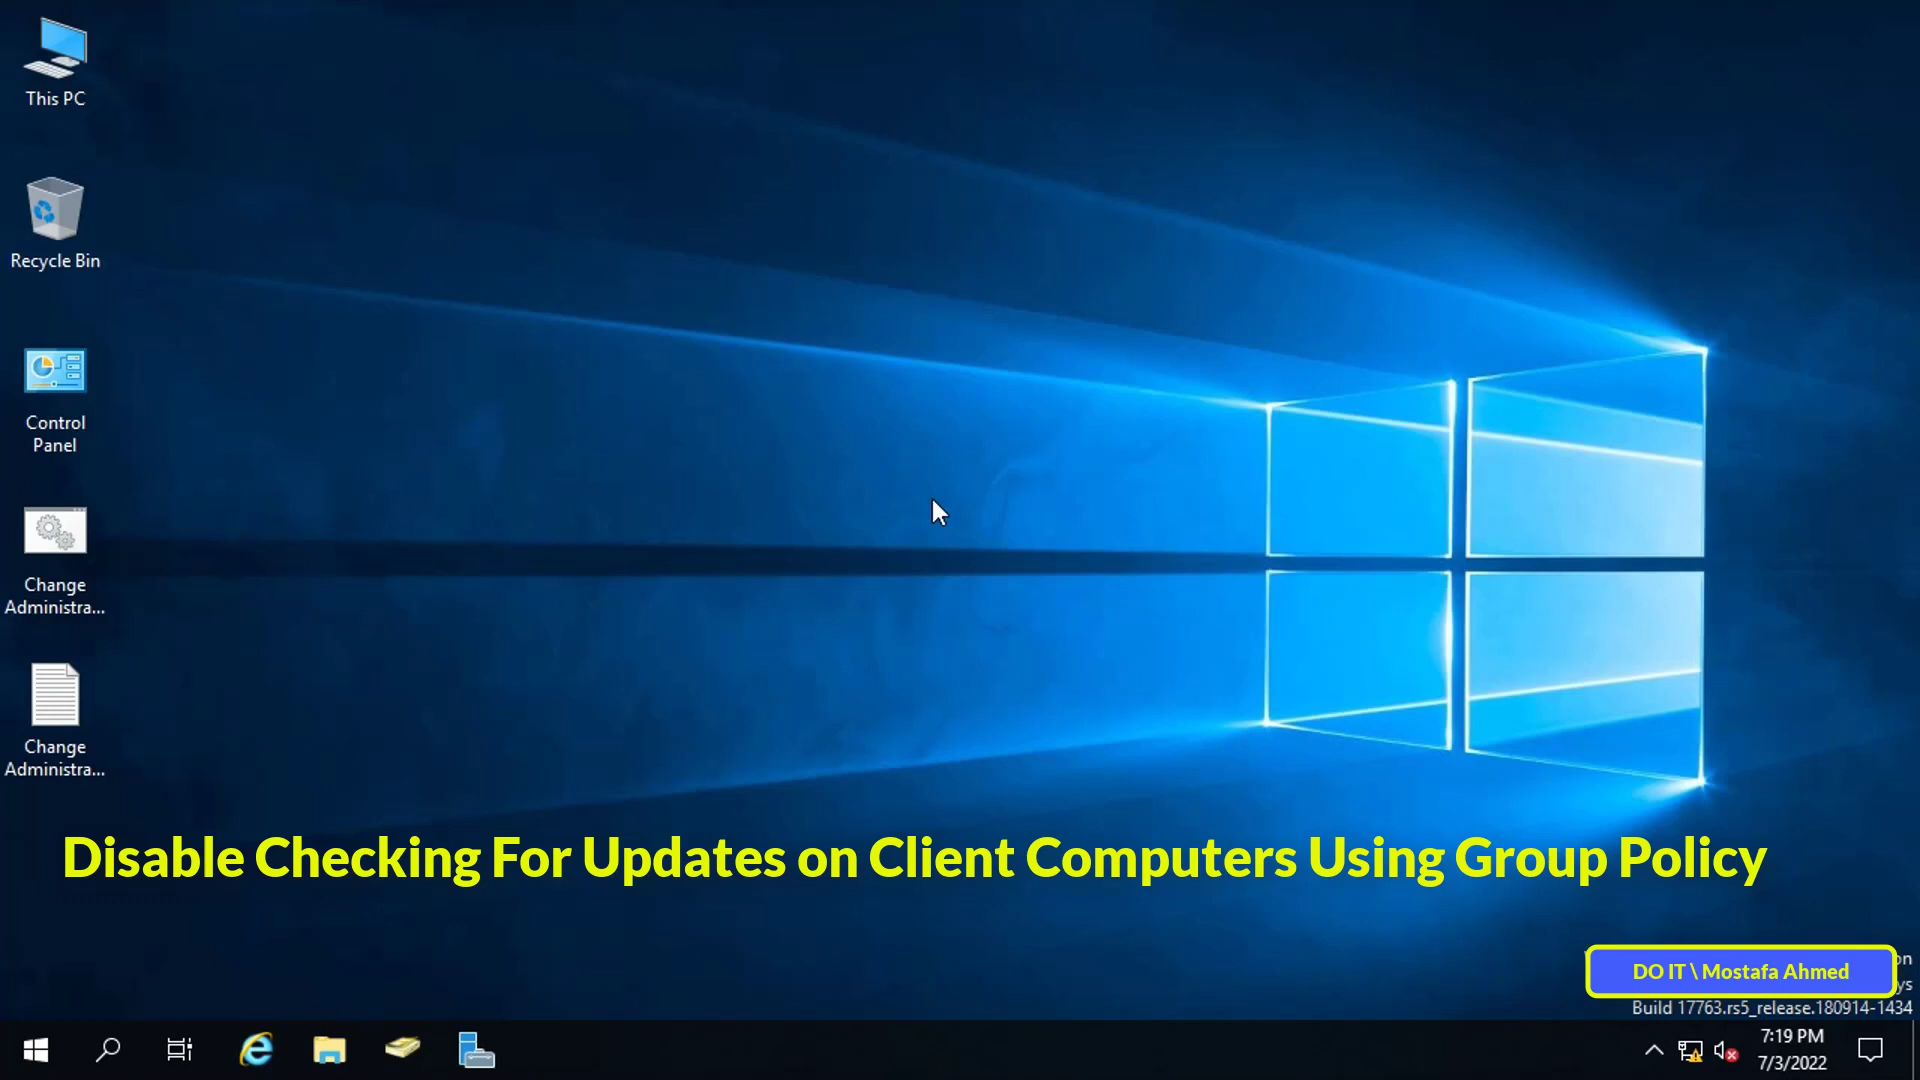 This PC
Recycle Bin
Control
Panel
Change
Administra...
Change
Administra...
Disable Checking For Updates on Client Computers Using Group Policy
DO IT \ Mostafa Ahmed
Build 17763.rs5_release.180914-1434
7:19 PM
7/3/2022